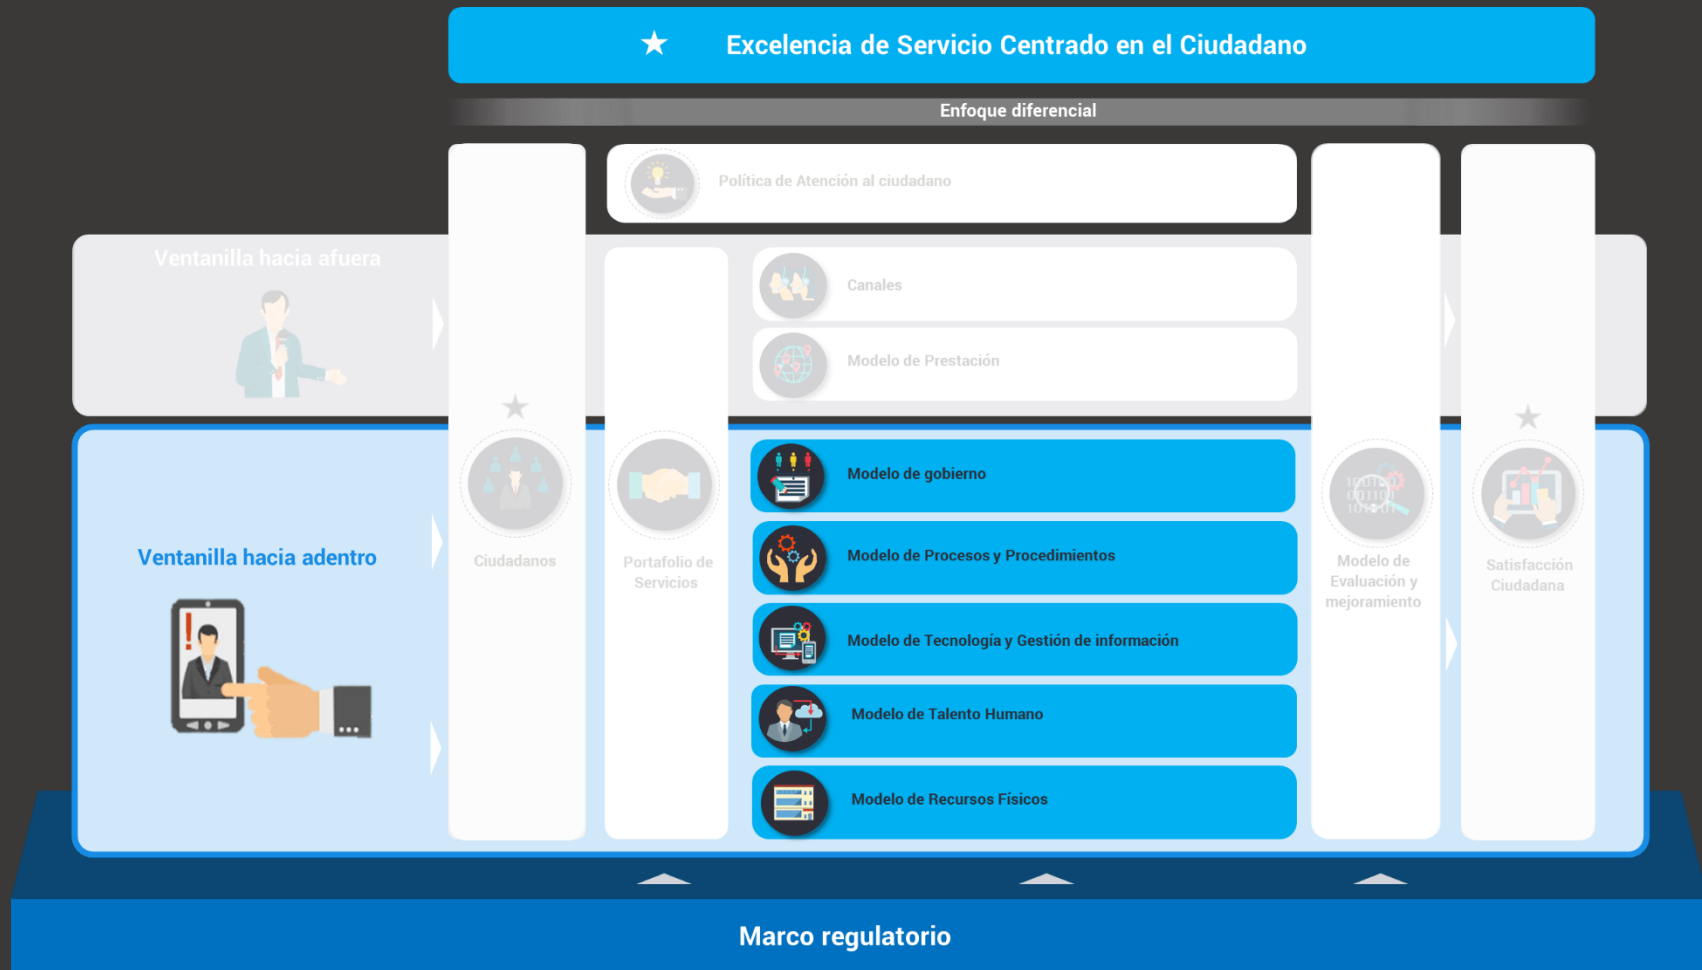 Excelencia de Servicio Centrado en el Ciudadano
Enfoque diferencial
Política de Atención al ciudadano
Ventanilla hacia afuera
Canales
Modelo de Prestación
Ventanilla hacia adentro
Ciudadanos
Portafolio de
Servicios
Modelo de gobierno
Modelo de Procesos y Procedimientos
Modelo de Tecnología y Gestión de información
Modelo de Talento Humano
Modelo de Recursos Físicos
Modelo de
Evaluación y
mejoramiento
Satisfacción
Ciudadana
Marco regulatorio